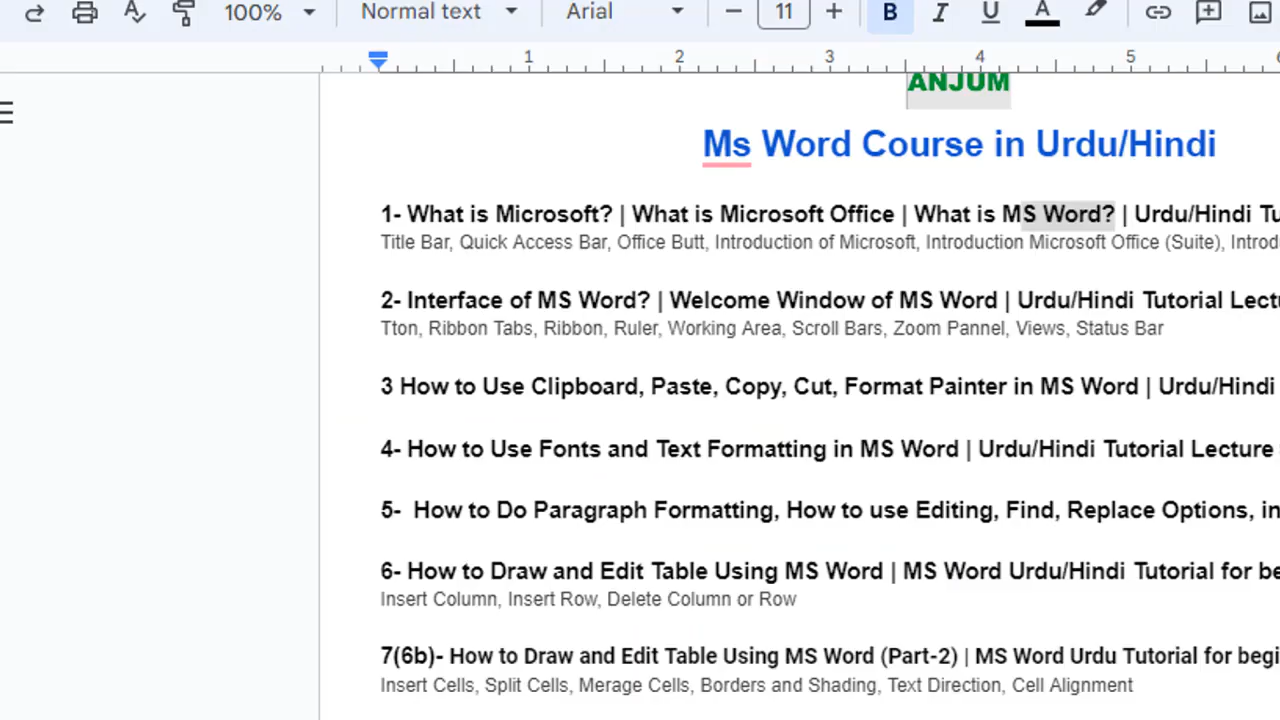 100% Normal text Arial 11 B I U A
1 2 3 4 5
ANJUM
Ms Word Course in Urdu/Hindi
1- What is Microsoft? | What is Microsoft Office | What is MS Word? | Urdu/Hindi Tu
Title Bar, Quick Access Bar, Office Butt, Introduction of Microsoft, Introduction Microsoft Office (Suite), Introd
2- Interface of MS Word? | Welcome Window of MS Word | Urdu/Hindi Tutorial Lect
Tton, Ribbon Tabs, Ribbon, Ruler, Working Area, Scroll Bars, Zoom Pannel, Views, Status Bar
3 How to Use Clipboard, Paste, Copy, Cut, Format Painter in MS Word | Urdu/Hindi
4- How to Use Fonts and Text Formatting in MS Word | Urdu/Hindi Tutorial Lecture
5- How to Do Paragraph Formatting, How to use Editing, Find, Replace Options, in
6- How to Draw and Edit Table Using MS Word | MS Word Urdu/Hindi Tutorial for be
Insert Column, Insert Row, Delete Column or Row
7(6b)- How to Draw and Edit Table Using MS Word (Part-2) | MS Word Urdu Tutorial for begi
Insert Cells, Split Cells, Merage Cells, Borders and Shading, Text Direction, Cell Alignment